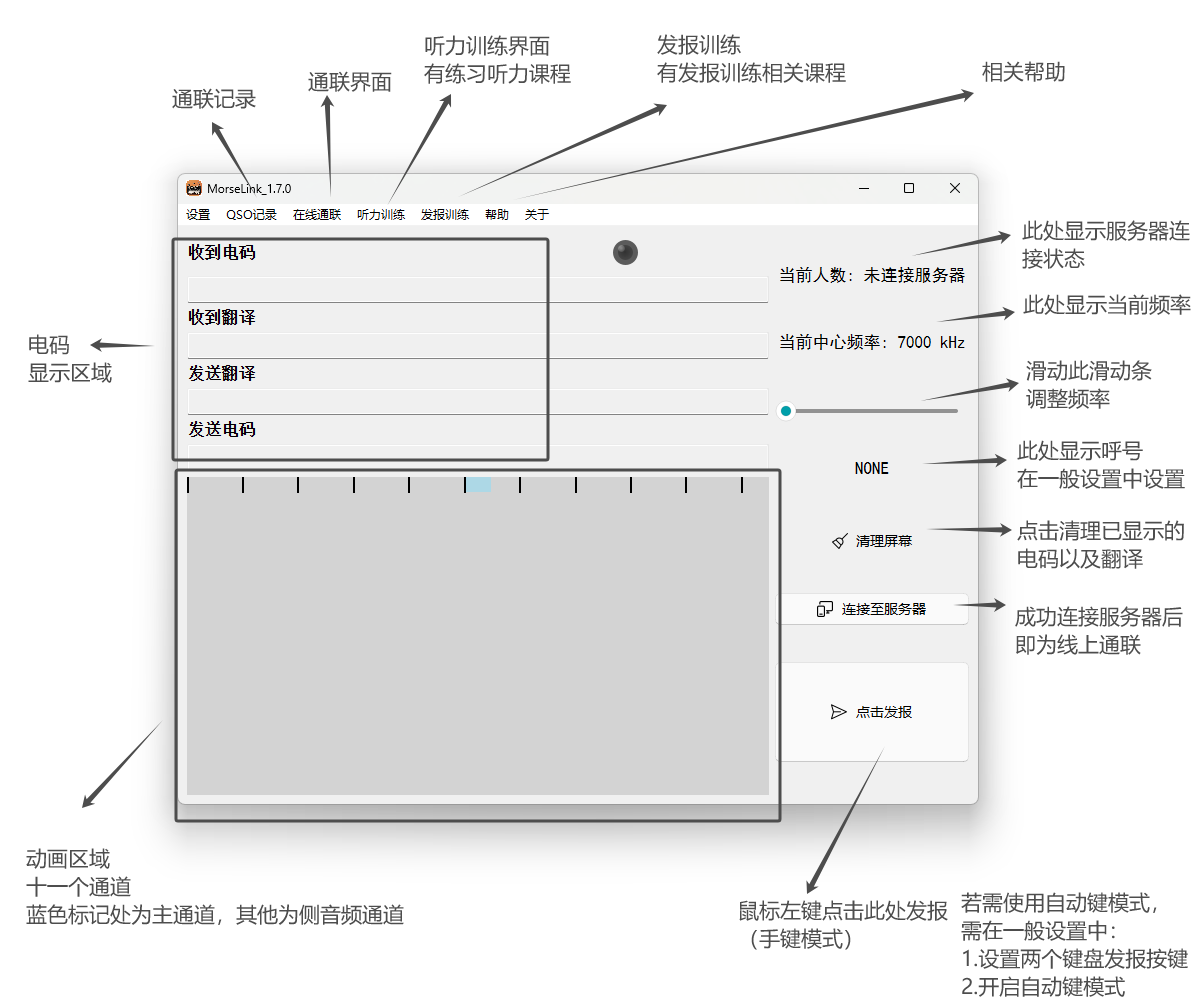 听力训练界面
有练习听力课程
发报训练
有发报训练相关课程
相关帮助
通联界面
通联记录
MorseLink_1.7.0
设置 QSO记录 在线通联 听力训练 发报训练 帮助 关于
收到电码
收到翻译
发送翻译
发送电码
电码
显示区域
当前人数：未连接服务器
此处显示服务器连
接状态
当前中心频率：7000 kHz
此处显示当前频率
滑动此滑动条
调整频率
NONE
此处显示呼号
在一般设置中设置
清理屏幕
点击清理已显示的
电码以及翻译
连接至服务器
成功连接服务器后
即为线上通联
点击发报
动画区域
十一个通道
蓝色标记处为主通道，其他为侧音频通道
鼠标左键点击此处发报
（手键模式）
若需使用自动键模式，
需在一般设置中：
1.设置两个键盘发报按键
2.开启自动键模式